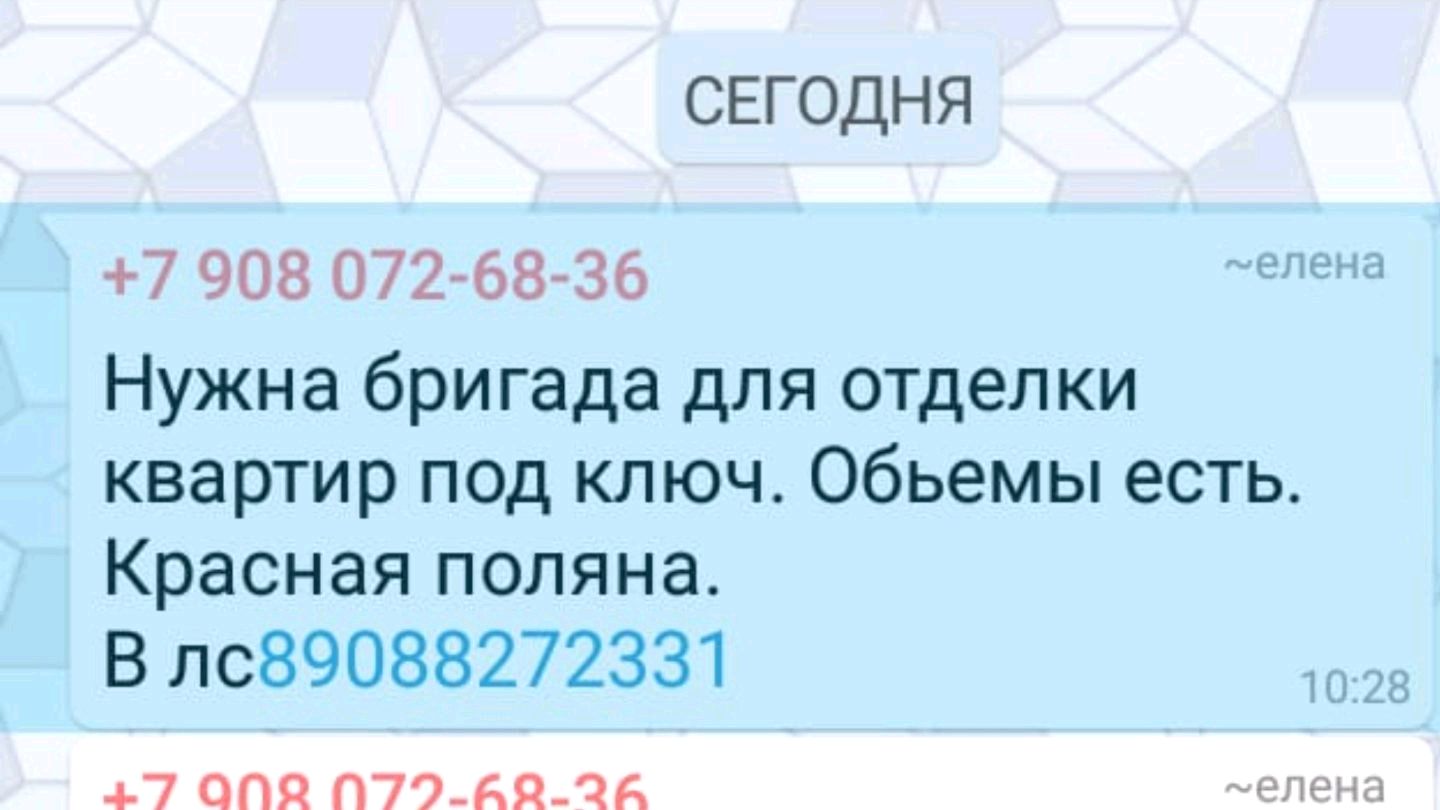 СЕГОДНЯ
+7 908 072-68-36 ~елена
Нужна бригада для отделки
квартир под ключ. Обьемы есть.
Красная поляна.
В лс89088272331
10:28
+7 908 072-68-36 ~елена